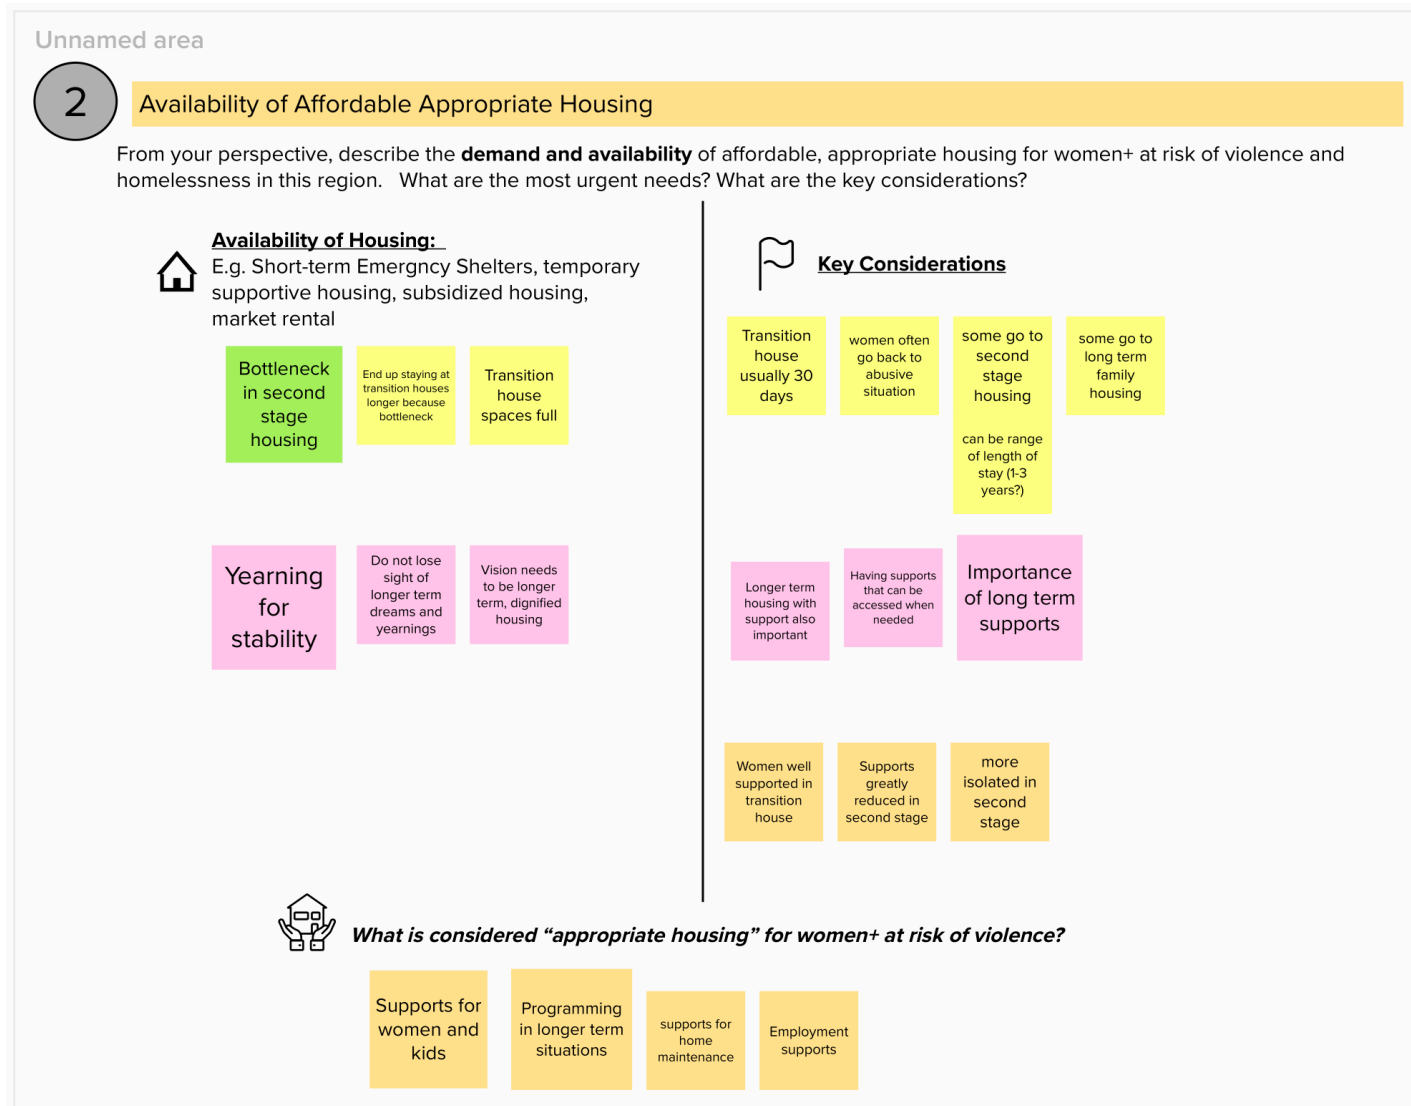 Unnamed area
2
Availability of Affordable Appropriate Housing
From your perspective, describe the demand and availability of affordable, appropriate housing for women+ at risk of violence and
homelessness in this region.   What are the most urgent needs? What are the key considerations?
Availability of Housing:
E.g. Short-term Emergncy Shelters, temporary
supportive housing, subsidized housing,
market rental
Bottleneck
in second
stage
housing
End up staying at
transition houses
longer because
bottleneck
Transition
house
spaces full
Yearning
for
stability
Do not lose
sight of
longer term
dreams and
yearnings
Vision needs
to be longer
term, dignified
housing
Key Considerations
Transition
house
usually 30
days
women often
go back to
abusive
situation
some go to
second
stage
housing
can be range
of length of
stay (1-3
years?)
some go to
long term
family
housing
Longer term
housing with
support also
important
Having supports
that can be
accessed when
needed
Importance
of long term
supports
Women well
supported in
transition
house
Supports
greatly
reduced in
second stage
more
isolated in
second
stage
What is considered “appropriate housing” for women+ at risk of violence?
Supports for
women and
kids
Programming
in longer term
situations
supports for
home
maintenance
Employment
supports